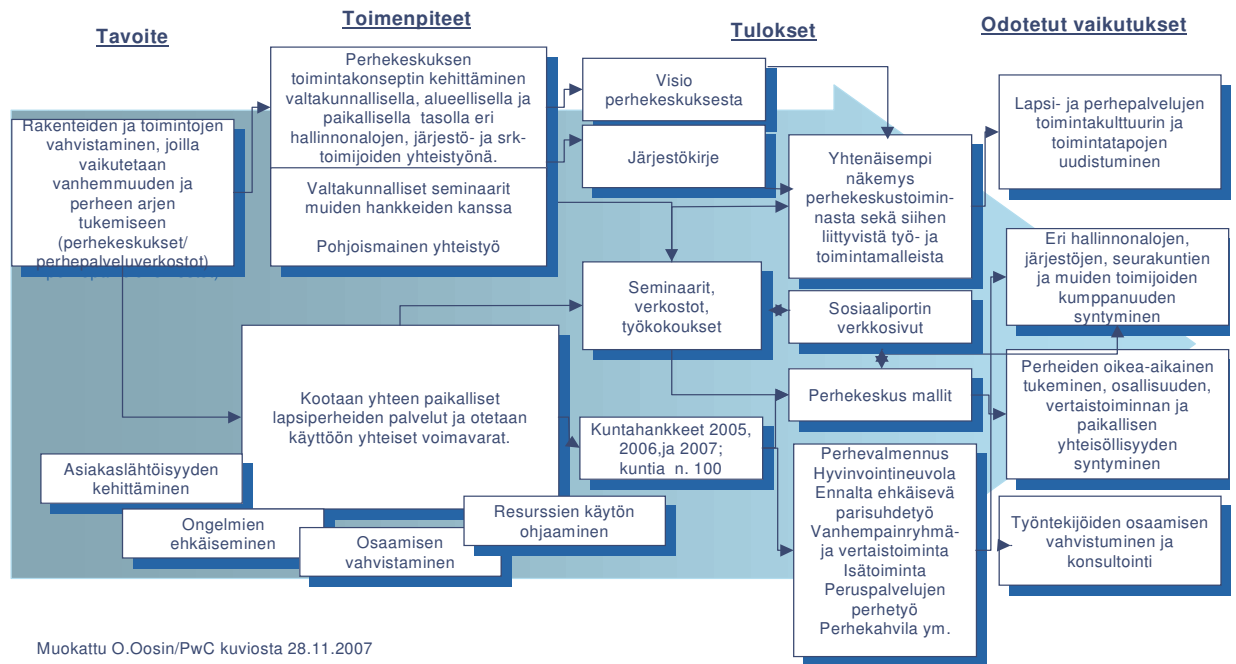 Tavoite
Toimenpiteet
Tulokset
Odotetut vaikutukset
Rakenteiden ja toimintojen
vahvistaminen, joilla
vaikutetaan
vanhemmuuden ja
perheen arjen
tukemiseen
(perhekeskukset/
perhepalveluverkostot)
Perhekeskuksen
toimintakonseptin kehittäminen
valtakunnallisella, alueellisella ja
paikallisella tasolla eri
hallinnonalojen, järjestö- ja srk-
toimijoiden yhteistyönä.
Valtakunnalliset seminaarit
muiden hankkeiden kanssa
Pohjoismainen yhteistyö
Kootaan yhteen paikalliset
lapsiperheiden palvelut ja otetaan
käyttöön yhteiset voimavarat.
Asiakaslähtöisyyden
kehittäminen
Ongelmien
ehkäiseminen
Osaamisen
vahvistaminen
Resurssien käytön
ohjaaminen
Visio
perhekeskuksesta
Järjestökirje
Seminaarit,
verkostot,
työkokoukset
Kuntahankkeet 2005,
2006,ja 2007;
kuntia n. 100
Yhtenäisempi
näkemys
perhekeskustoimin-
nasta sekä siihen
liittyvistä työ- ja
toimintamalleista
Sosiaaliportin
verkkosivut
Perhekeskus mallit
Perhevalmennus
Hyvinvointineuvola
Ennalta ehkäisevä
parisuhdetyö
Vanhempainryhmä-
ja vertaistoiminta
Isätoiminta
Peruspalvelujen
perhetyö
Perhekahvila ym.
Lapsi- ja perhepalvelujen
toimintakulttuurin ja
toimintatapojen
uudistuminen
Eri hallinnonalojen,
järjestöjen, seurakuntien
ja muiden toimijoiden
kumppanuuden
syntyminen
Perheiden oikea-aikainen
tukeminen, osallisuuden,
vertaistoiminnan ja
paikallisen
yhteisöllisyyden
syntyminen
Työntekijöiden osaamisen
vahvistuminen ja
konsultointi
Muokattu O.Oosin/PwC kuviosta 28.11.2007